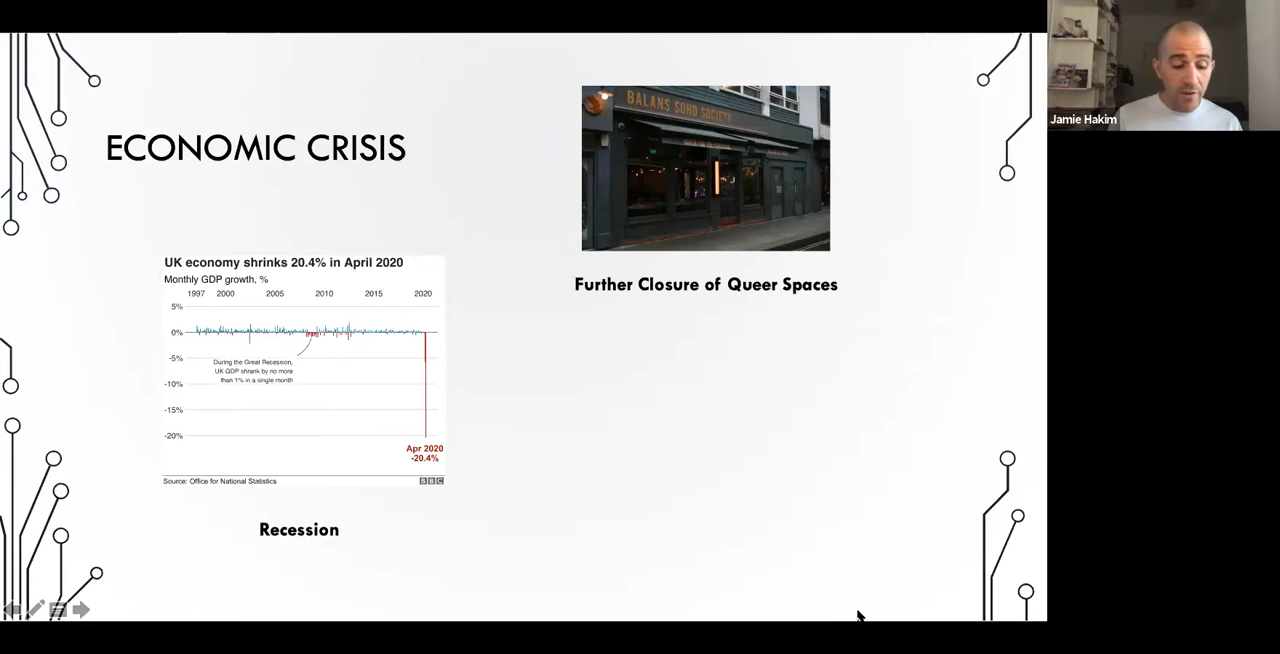 ECONOMIC CRISIS
BALANS SOHO SOCIETY
Jamie Hakim
Further Closure of Queer Spaces
UK economy shrinks 20.4% in April 2020
Monthly GDP growth, %
1997 2000 2005 2010 2015 2020
5%
0%
-5%
-10%
-15%
-20%
During the Great Recession,
UK GDP shrank by no more
than 1% in a single month
Apr 2020
-20.4%
Source: Office for National Statistics
BBC
Recession